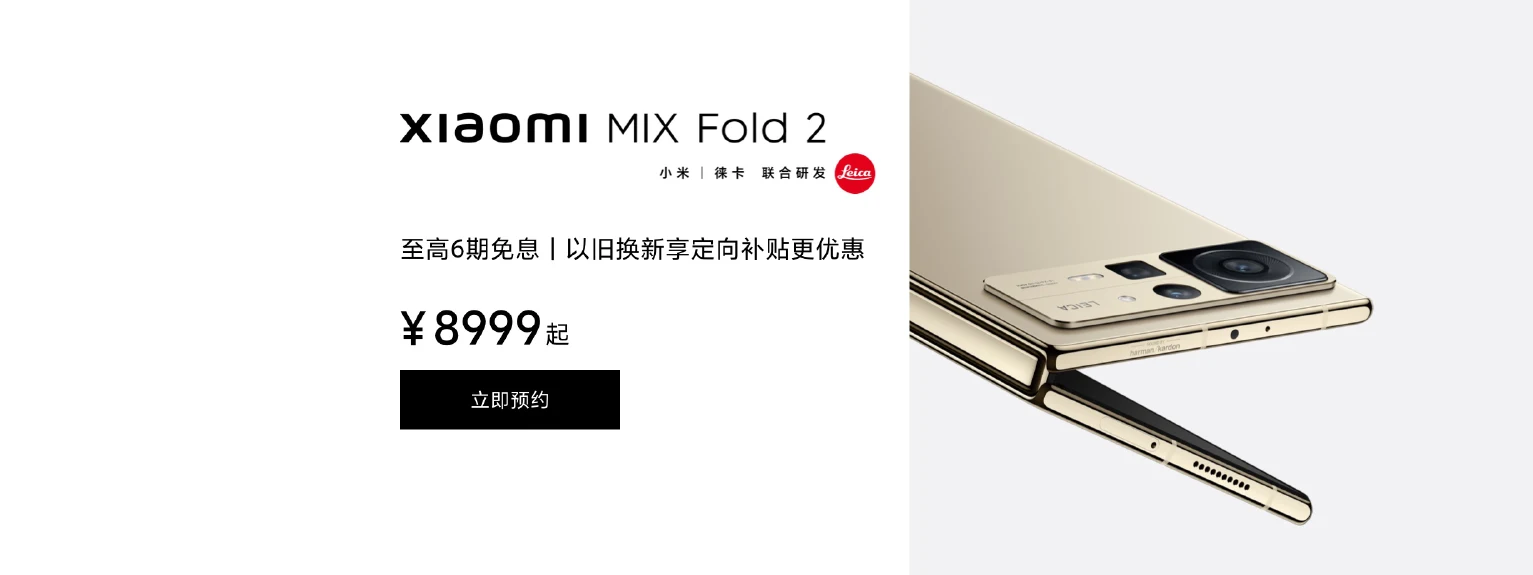 xiaomi MIX Fold 2
小米 | 徕卡 联合研发 Leica
至高6期免息丨以旧换新享定向补贴更优惠
¥8999起
立即预约
LEICA
harman/kardon